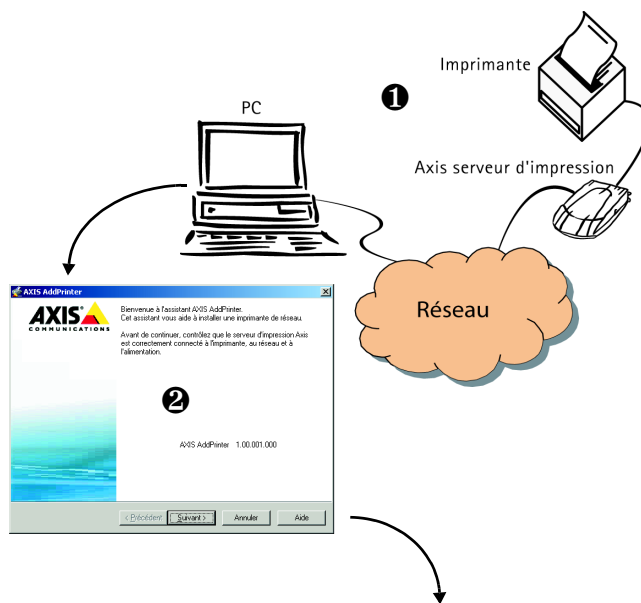 Imprimante
❶
PC
Axis serveur d'impression
Réseau
AXIS AddPrinter
AXIS
COMMUNICATIONS
Bienvenue à l'assistant AXIS AddPrinter.
Cet assistant vous aide à installer une imprimante de réseau.
Avant de continuer, contrôlez que le serveur d'impression Axis
est correctement connecté à l'imprimante, au réseau et à
l'alimentation.
❷
AXIS AddPrinter 1.00.001.000
< Précédent
Suivant >
Annuler
Aide